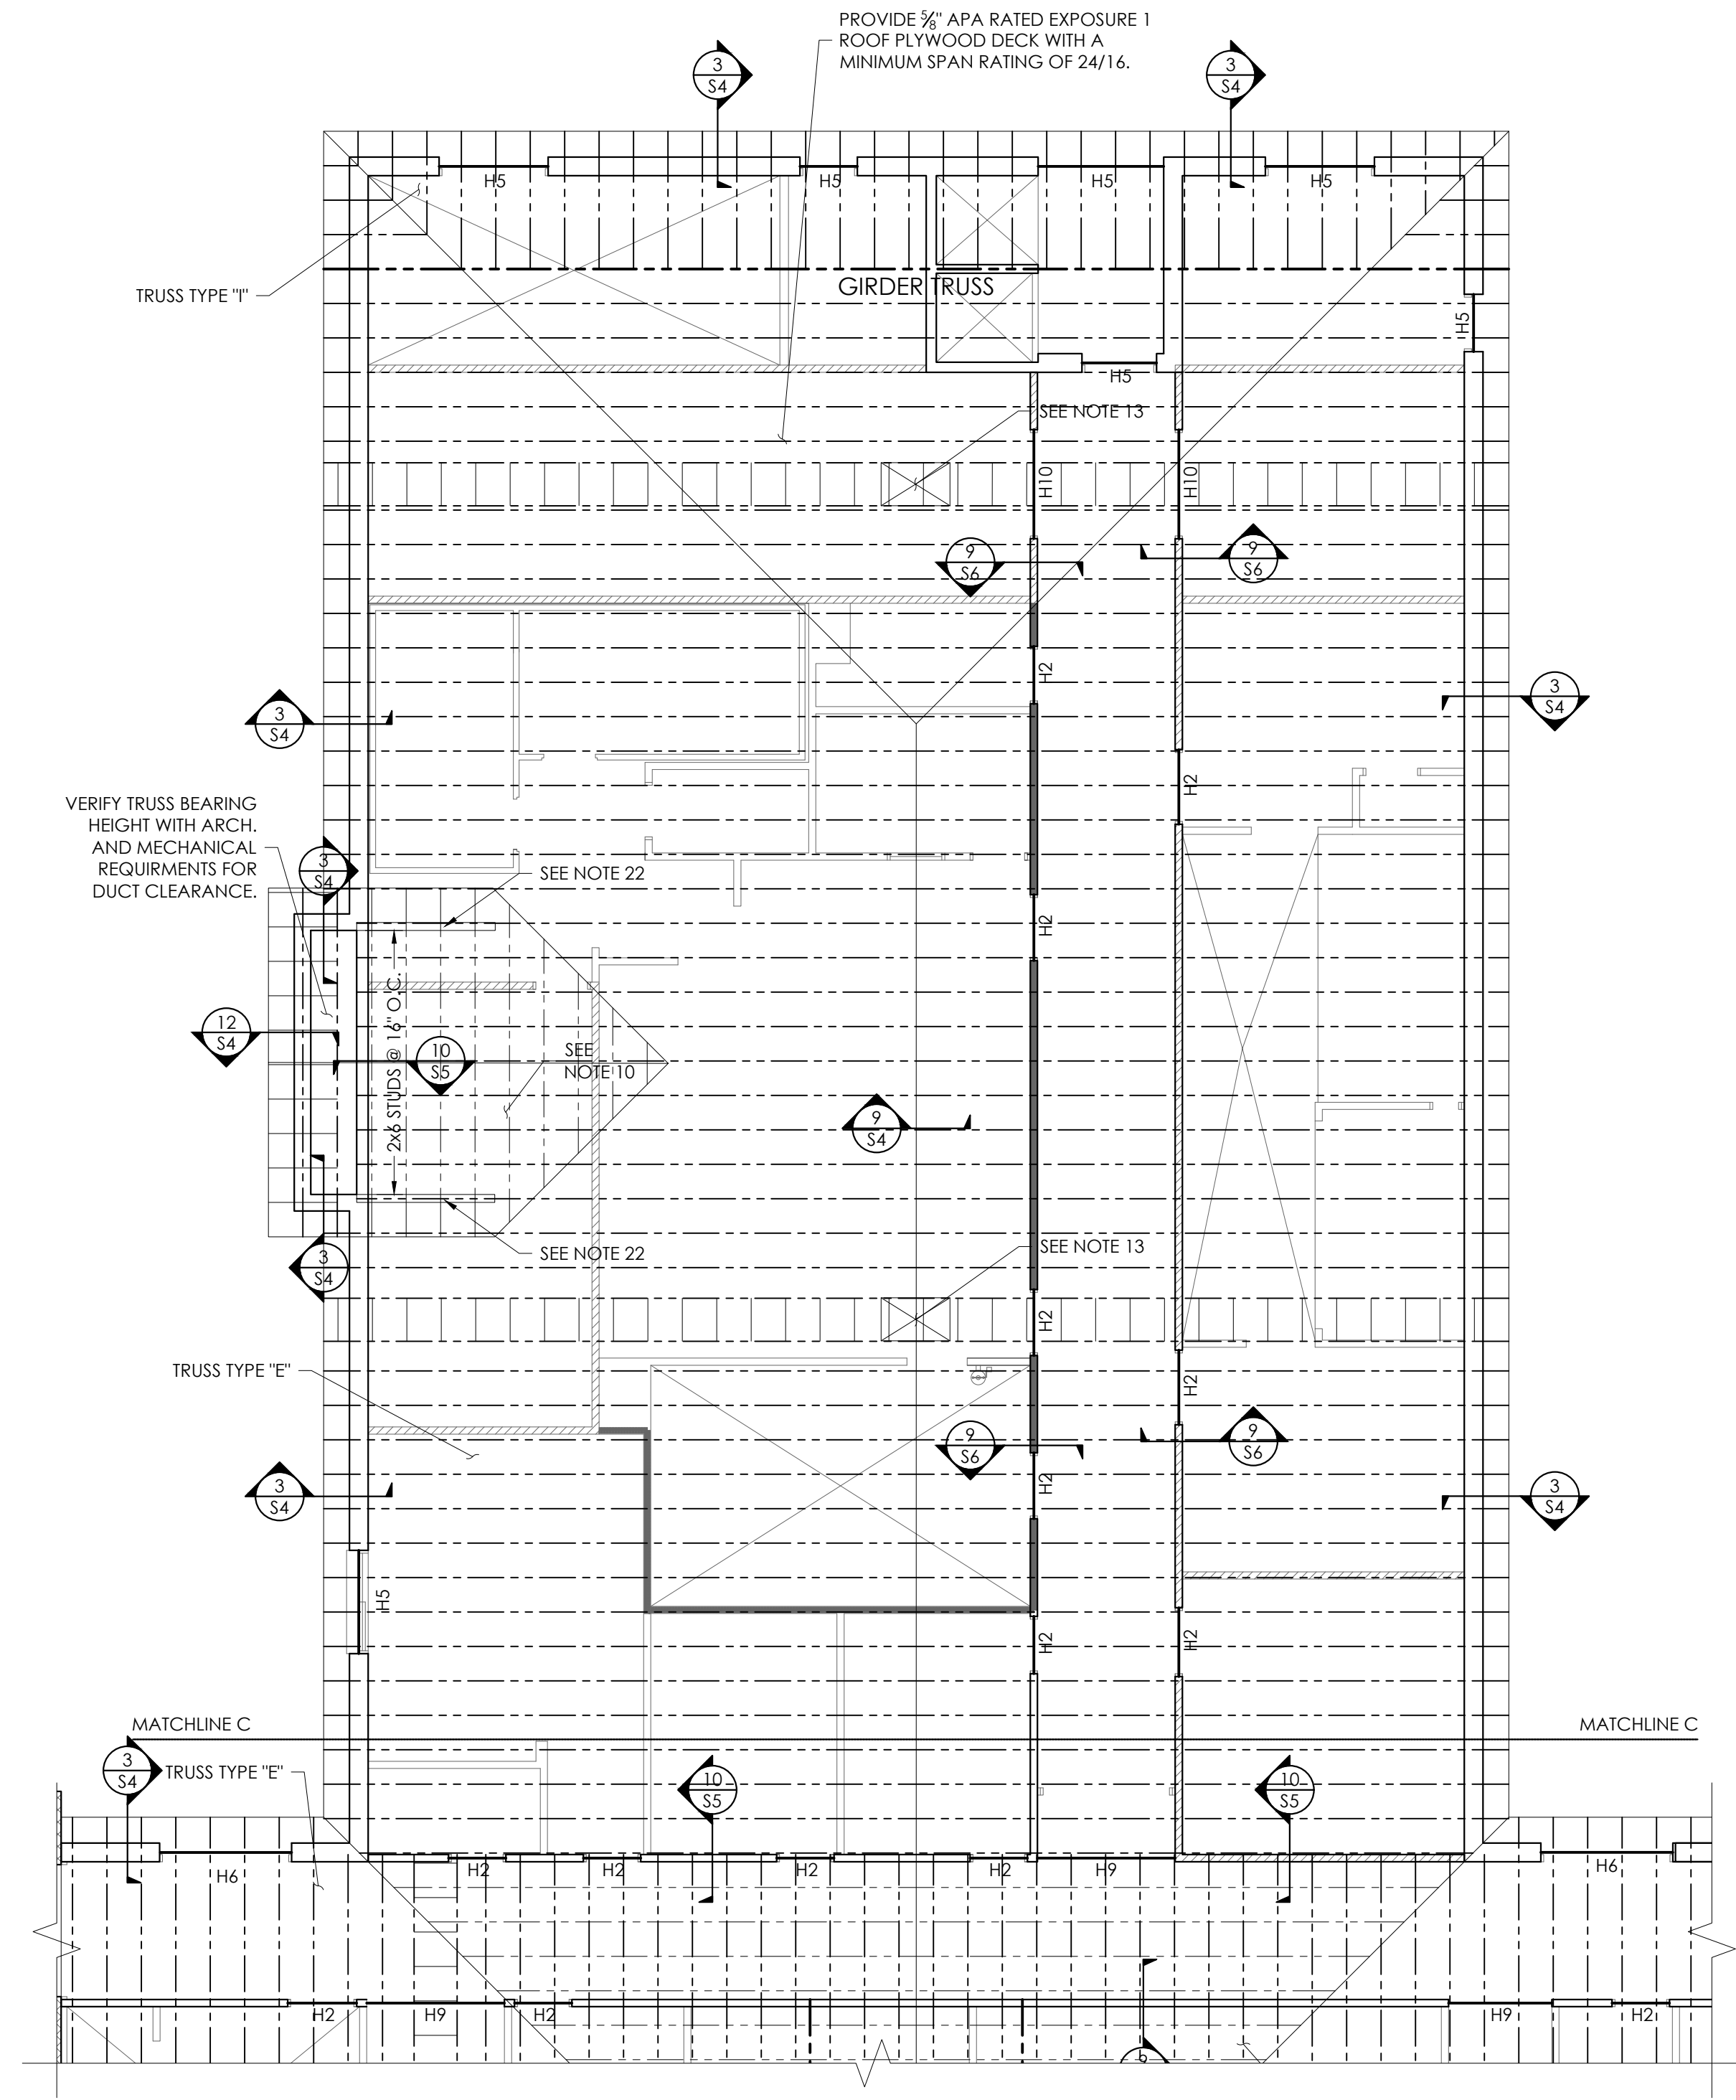 PROVIDE 5/8" APA RATED EXPOSURE 1
ROOF PLYWOOD DECK WITH A
MINIMUM SPAN RATING OF 24/16.
3
S4
3
S4
H5
H5
H5
H5
TRUSS TYPE "I"
GIRDER TRUSS
H5
H5
SEE NOTE 13
H10
H10
9
S6
9
S6
H2
3
S4
3
S4
H2
VERIFY TRUSS BEARING
HEIGHT WITH ARCH.
AND MECHANICAL
REQUIRMENTS FOR
DUCT CLEARANCE.
3
S4
SEE NOTE 22
H2
12
S4
2x6 STUDS @ 16" O.C.
10
S5
SEE
NOTE 10
9
S4
SEE NOTE 22
SEE NOTE 13
3
S4
H2
TRUSS TYPE "E"
H2
9
S6
9
S6
H2
3
S4
3
S4
H5
H2
H2
MATCHLINE C
MATCHLINE C
3
S4
TRUSS TYPE "E"
10
S5
10
S5
H6
H2
H2
H2
H2
H9
H6
H2
H9
H2
H9
H2
9